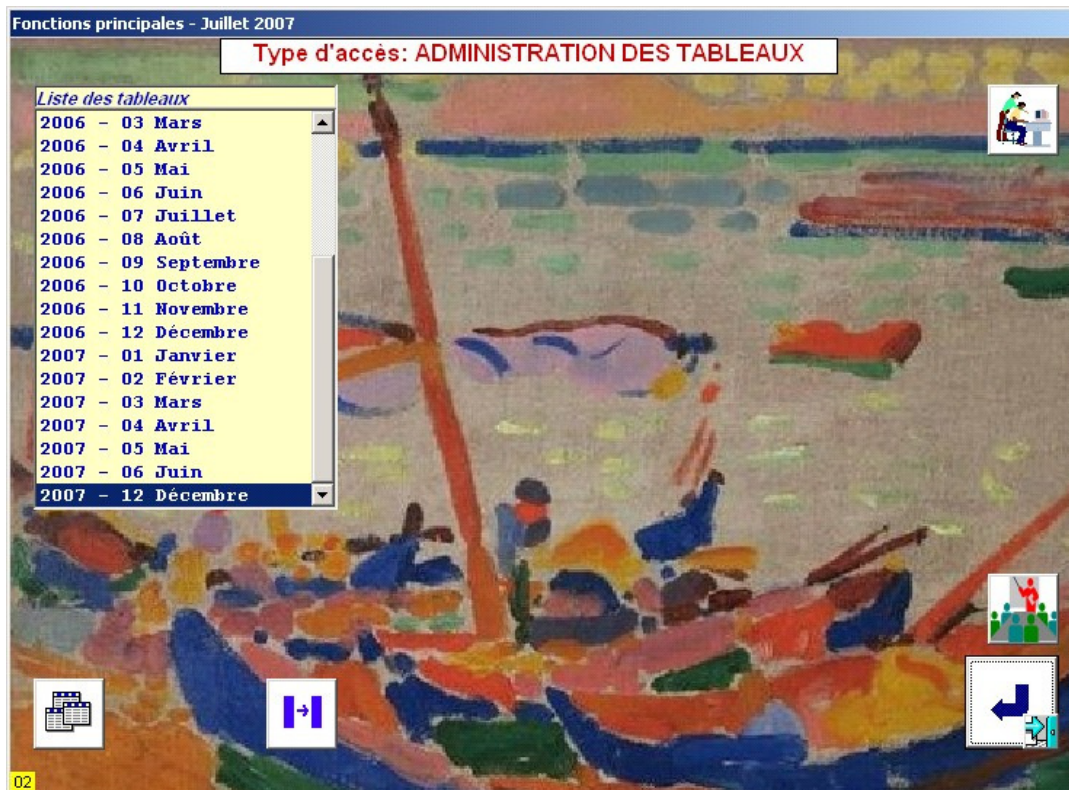 Fonctions principales - Juillet 2007
Type d'accès: ADMINISTRATION DES TABLEAUX
Liste des tableaux
2006 - 03 Mars
2006 - 04 Avril
2006 - 05 Mai
2006 - 06 Juin
2006 - 07 Juillet
2006 - 08 Août
2006 - 09 Septembre
2006 - 10 Octobre
2006 - 11 Novembre
2006 - 12 Décembre
2007 - 01 Janvier
2007 - 02 Février
2007 - 03 Mars
2007 - 04 Avril
2007 - 05 Mai
2007 - 06 Juin
2007 - 12 Décembre
02